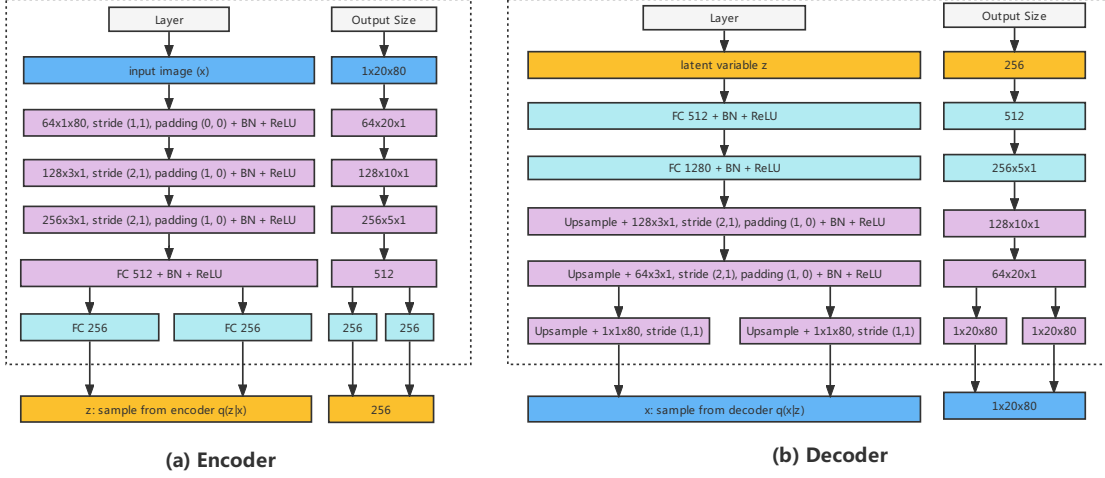 Layer
Output Size
input image (x)
1x20x80
64x1x80, stride (1,1), padding (0, 0) + BN + ReLU
64x20x1
128x3x1, stride (2,1), padding (1, 0) + BN + ReLU
128x10x1
256x3x1, stride (2,1), padding (1, 0) + BN + ReLU
256x5x1
FC 512 + BN + ReLU
512
FC 256
FC 256
256
256
z: sample from encoder q(z|x)
256
(a) Encoder
Layer
Output Size
latent variable z
256
FC 512 + BN + ReLU
512
FC 1280 + BN + ReLU
256x5x1
Upsample + 128x3x1, stride (2,1), padding (1, 0) + BN + ReLU
128x10x1
Upsample + 64x3x1, stride (2,1), padding (1, 0) + BN + ReLU
64x20x1
Upsample + 1x1x80, stride (1,1)
Upsample + 1x1x80, stride (1,1)
1x20x80
1x20x80
x: sample from decoder q(x|z)
1x20x80
(b) Decoder